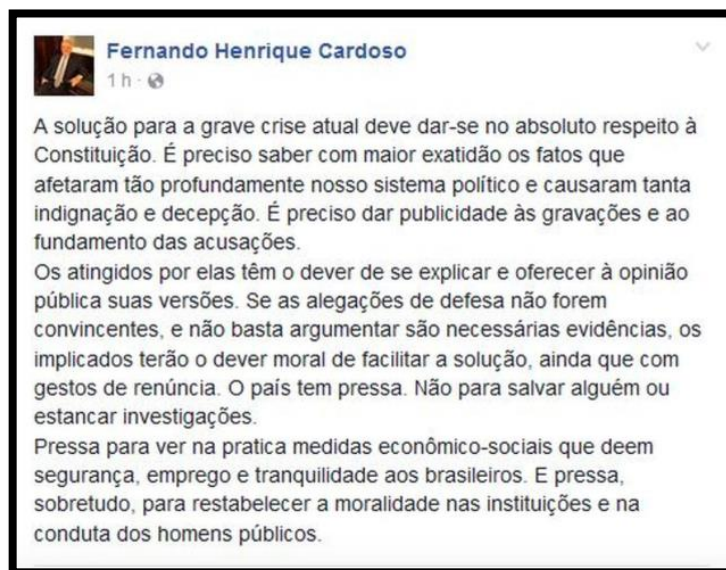 Fernando Henrique Cardoso
1 h ·
A solução para a grave crise atual deve dar-se no absoluto respeito à
Constituição. É preciso saber com maior exatidão os fatos que
afetaram tão profundamente nosso sistema político e causaram tanta
indignação e decepção. É preciso dar publicidade às gravações e ao
fundamento das acusações.
Os atingidos por elas têm o dever de se explicar e oferecer à opinião
pública suas versões. Se as alegações de defesa não forem
convincentes, e não basta argumentar são necessárias evidências, os
implicados terão o dever moral de facilitar a solução, ainda que com
gestos de renúncia. O país tem pressa. Não para salvar alguém ou
estancar investigações.
Pressa para ver na pratica medidas econômico-sociais que deem
segurança, emprego e tranquilidade aos brasileiros. E pressa,
sobretudo, para restabelecer a moralidade nas instituições e na
conduta dos homens públicos.